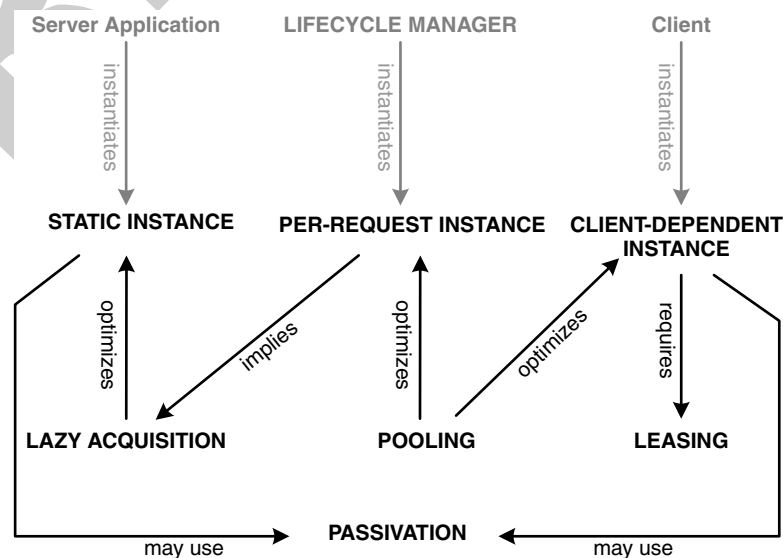 Server Application
LIFECYCLE MANAGER
Client
instantiates
instantiates
instantiates
STATIC INSTANCE
PER-REQUEST INSTANCE
CLIENT-DEPENDENT
INSTANCE
optimizes
implies
optimizes
optimizes
requires
LAZY ACQUISITION
POOLING
LEASING
PASSIVATION
may use
may use